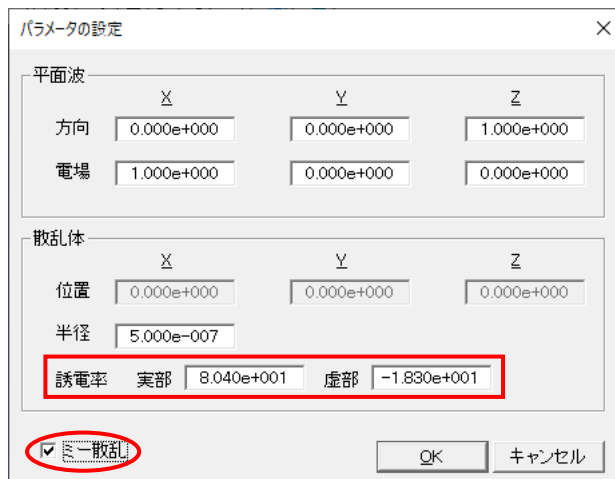 パラメータの設定
平面波
X Y Z
方向 0.000e+000 0.000e+000 1.000e+000
電場 1.000e+000 0.000e+000 0.000e+000
散乱体
X Y Z
位置 0.000e+000 0.000e+000 0.000e+000
半径 5.000e-007
誘電率 実部 8.040e+001 虚部 -1.830e+001
ミー散乱 OK キャンセル